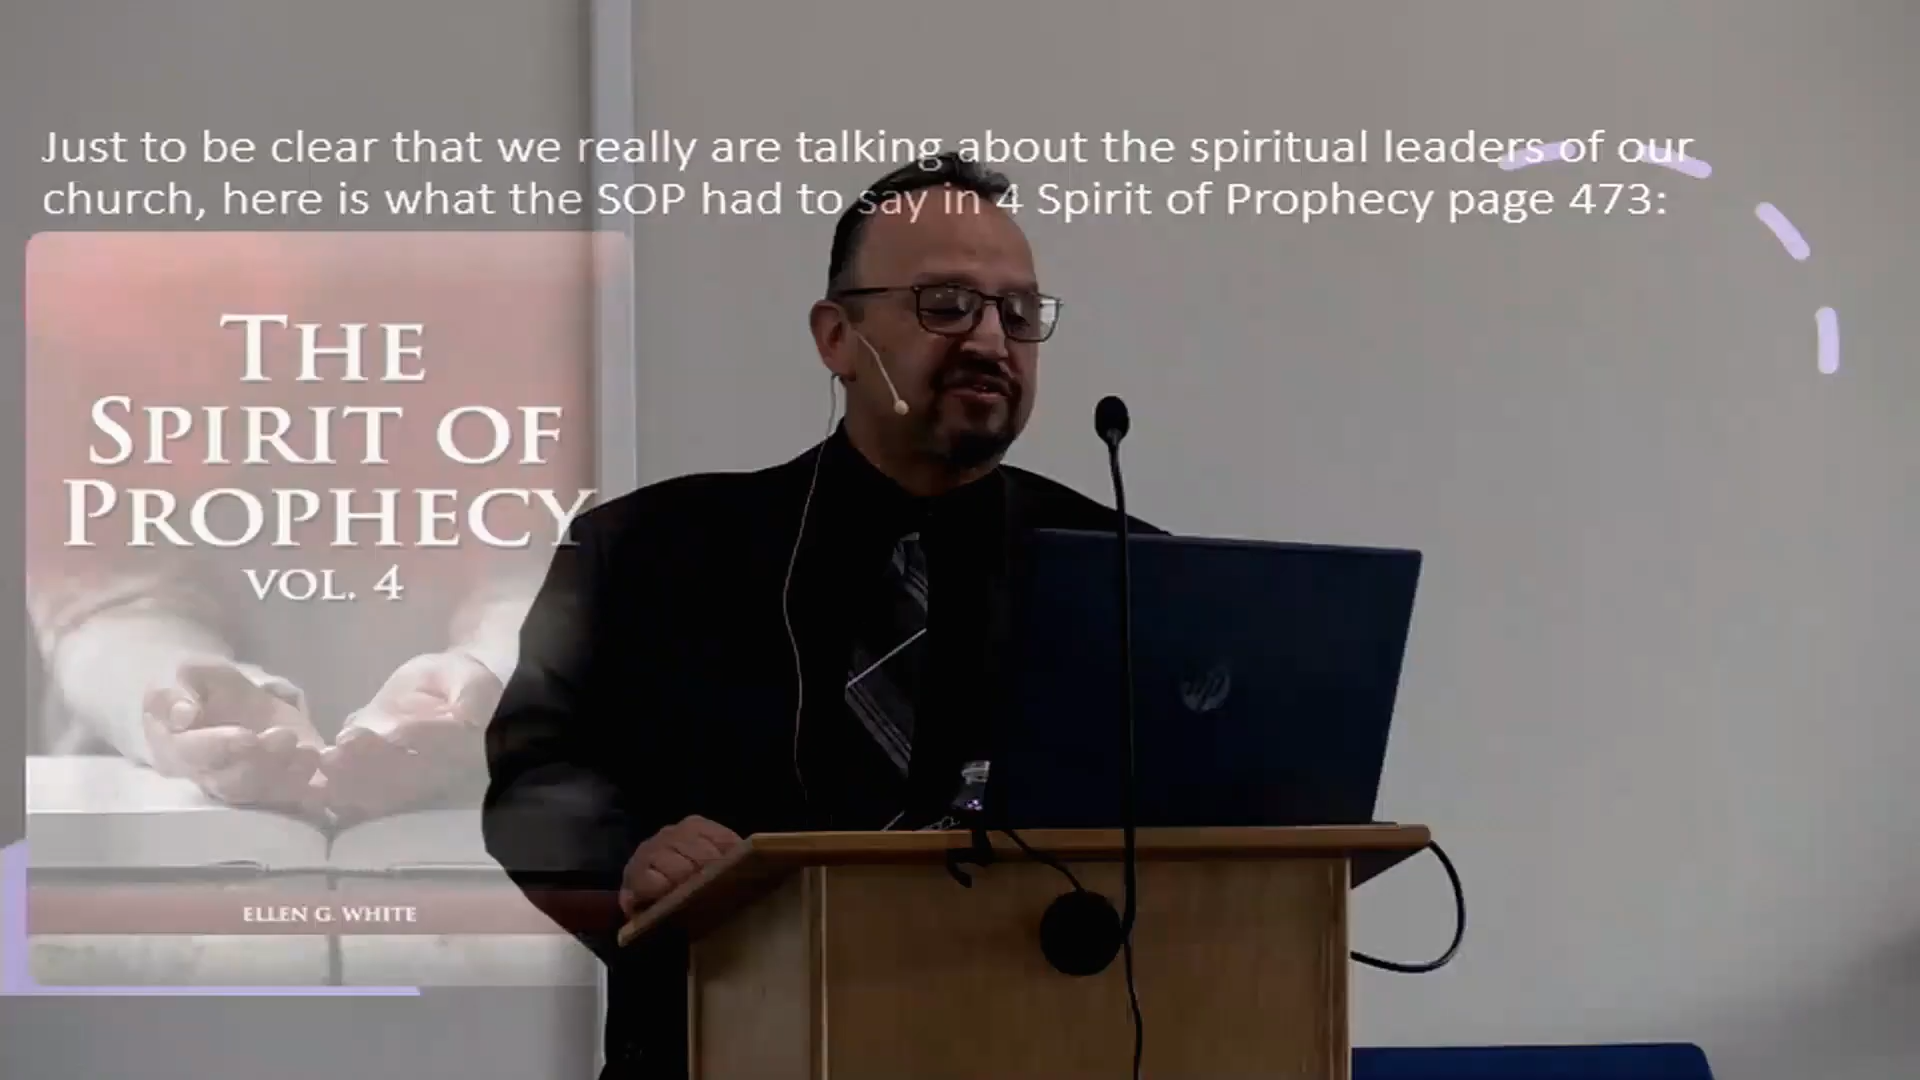 Just to be clear that we really are talking about the spiritual leaders of our
church, here is what the SOP had to say in 4 Spirit of Prophecy page 473:
THE
SPIRIT OF
PROPHECY
VOL. 4
ELLEN G. WHITE
hp